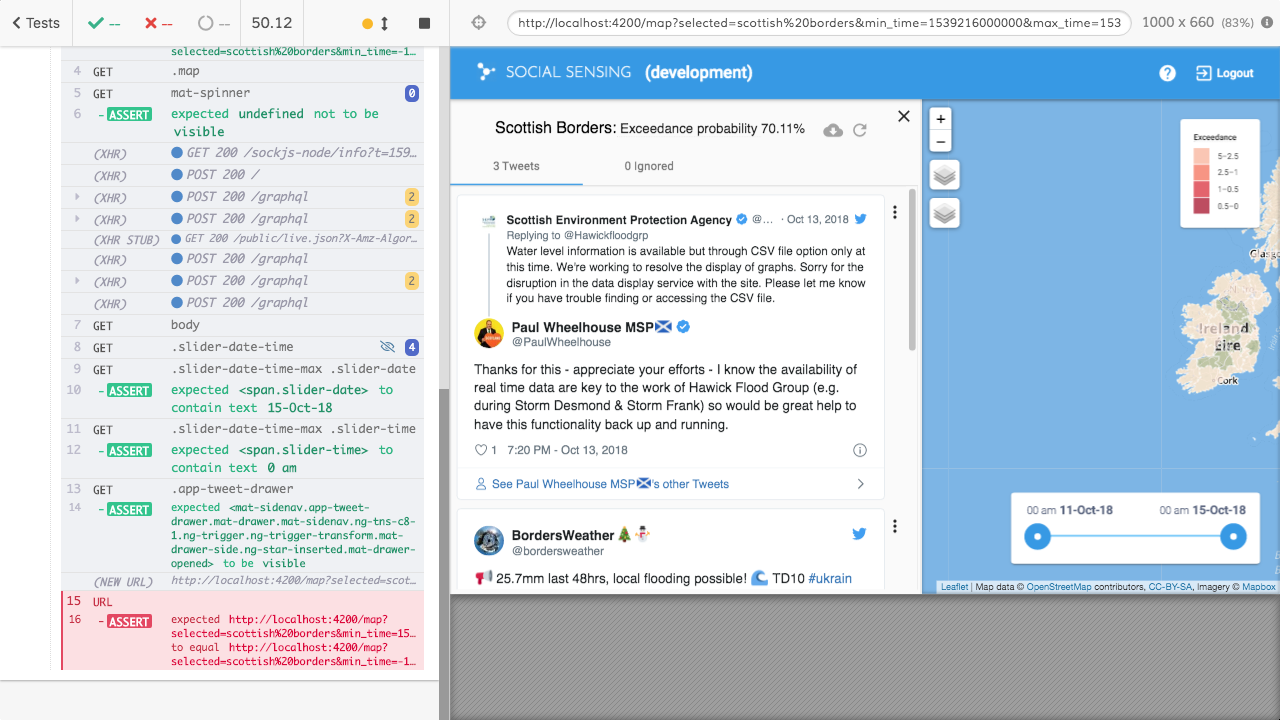 Tests
--
--
--
50.12
http://localhost:4200/map?selected=scottish%20borders&min_time=1539216000000&max_time=153
1000 x 660 (83%)
selected=scottish%20borders&min_time=-1…
4 GET .map
5 GET mat-spinner 0
6 - ASSERT expected undefined not to be
visible
(XHR) GET 200 /sockjs-node/info?t=159…
(XHR) POST 200 /
(XHR) POST 200 /graphql 2
(XHR) POST 200 /graphql 2
(XHR STUB) GET 200 /public/live.json?X-Amz-Algor…
(XHR) POST 200 /graphql
(XHR) POST 200 /graphql 2
(XHR) POST 200 /graphql
7 GET body
8 GET .slider-date-time 4
9 GET .slider-date-time-max .slider-date
10 - ASSERT expected <span.slider-date> to
contain text 15-Oct-18
11 GET .slider-date-time-max .slider-time
12 - ASSERT expected <span.slider-time> to
contain text 0 am
13 GET .app-tweet-drawer
14 - ASSERT expected <mat-sidenav.app-tweet-
drawer.mat-drawer.mat-sidenav.ng-tns-c8-
1.ng-trigger.ng-trigger-transform.mat-
drawer-side.ng-star-inserted.mat-drawer-
opened> to be visible
(NEW URL) http://localhost:4200/map?selected=scot…
15 URL
16 - ASSERT expected http://localhost:4200/map?
selected=scottish%20borders&min_time=15…
to equal http://localhost:4200/map?
selected=scottish%20borders&min_time=-1…
SOCIAL SENSING (development)
? Logout
Scottish Borders: Exceedance probability 70.11%
3 Tweets 0 Ignored
Scottish Environment Protection Agency @… · Oct 13, 2018
Replying to @Hawickfloodgrp
Water level information is available but through CSV file option only at
this time. We're working to resolve the display of graphs. Sorry for the
disruption in the data display service with the site. Please let me know
if you have trouble finding or accessing the CSV file.
Paul Wheelhouse MSP
@PaulWheelhouse
Thanks for this - appreciate your efforts - I know the availability of
real time data are key to the work of Hawick Flood Group (e.g.
during Storm Desmond & Storm Frank) so would be great help to
have this functionality back up and running.
1 7:20 PM - Oct 13, 2018
See Paul Wheelhouse MSP's other Tweets
BordersWeather
@bordersweather
25.7mm last 48hrs, local flooding possible! TD10 #ukrain
+
−
Exceedance
5-2.5
2.5-1
1-0.5
0.5-0
Glasg
Ireland
Éire
Cork
00 am 11-Oct-18 00 am 15-Oct-18
Leaflet | Map data © OpenStreetMap contributors, CC-BY-SA, Imagery © Mapbox